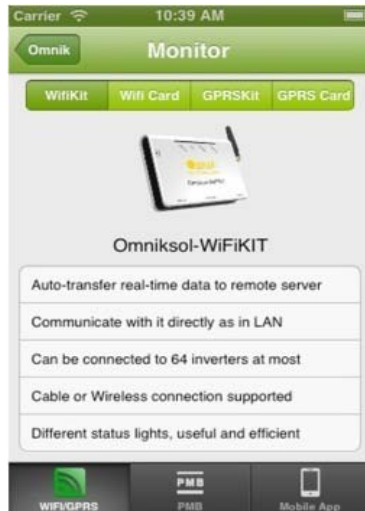 Carrier 10:39 AM
Omnik Monitor
WifiKit Wifi Card GPRSKit GPRS Card
Omniksol-WiFiKIT
Auto-transfer real-time data to remote server
Communicate with it directly as in LAN
Can be connected to 64 inverters at most
Cable or Wireless connection supported
Different status lights, useful and efficient
PMB
WIFI/GPRS PMB Mobile App